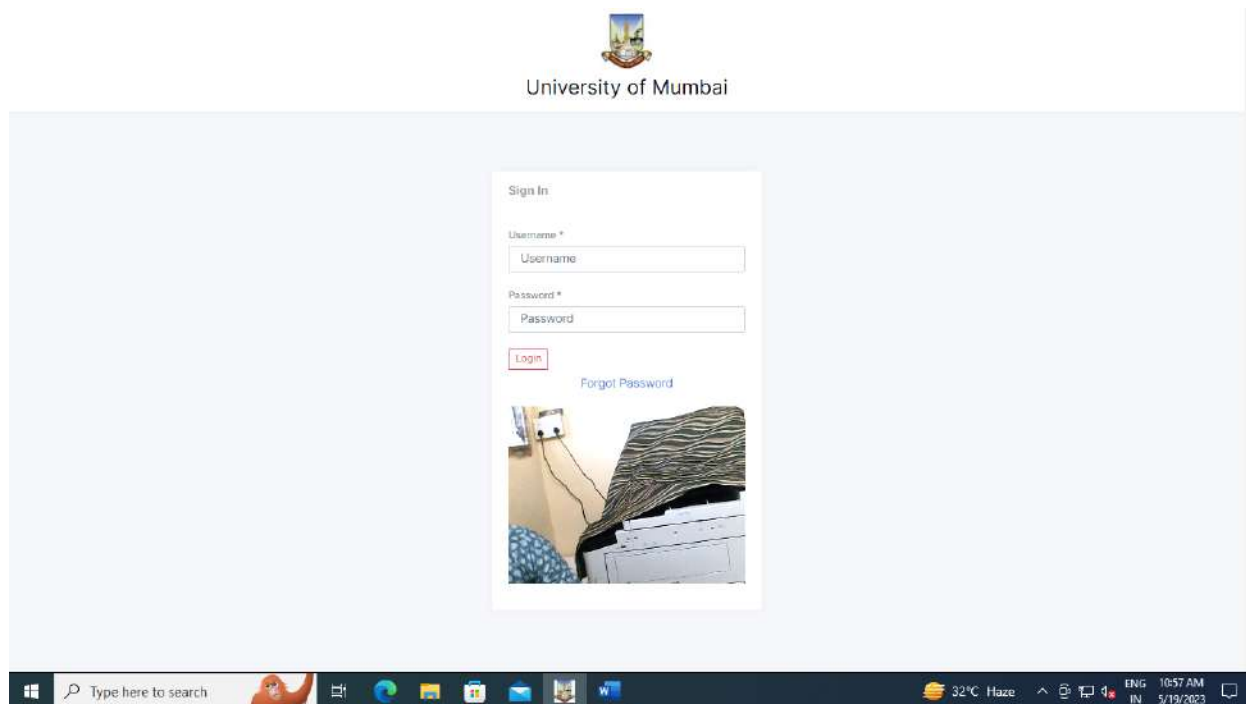 University of Mumbai
Sign In
Username *
Username
Password *
Password
Login
Forgot Password
Type here to search
32°C Haze
ENG
IN
10:57 AM
5/19/2023